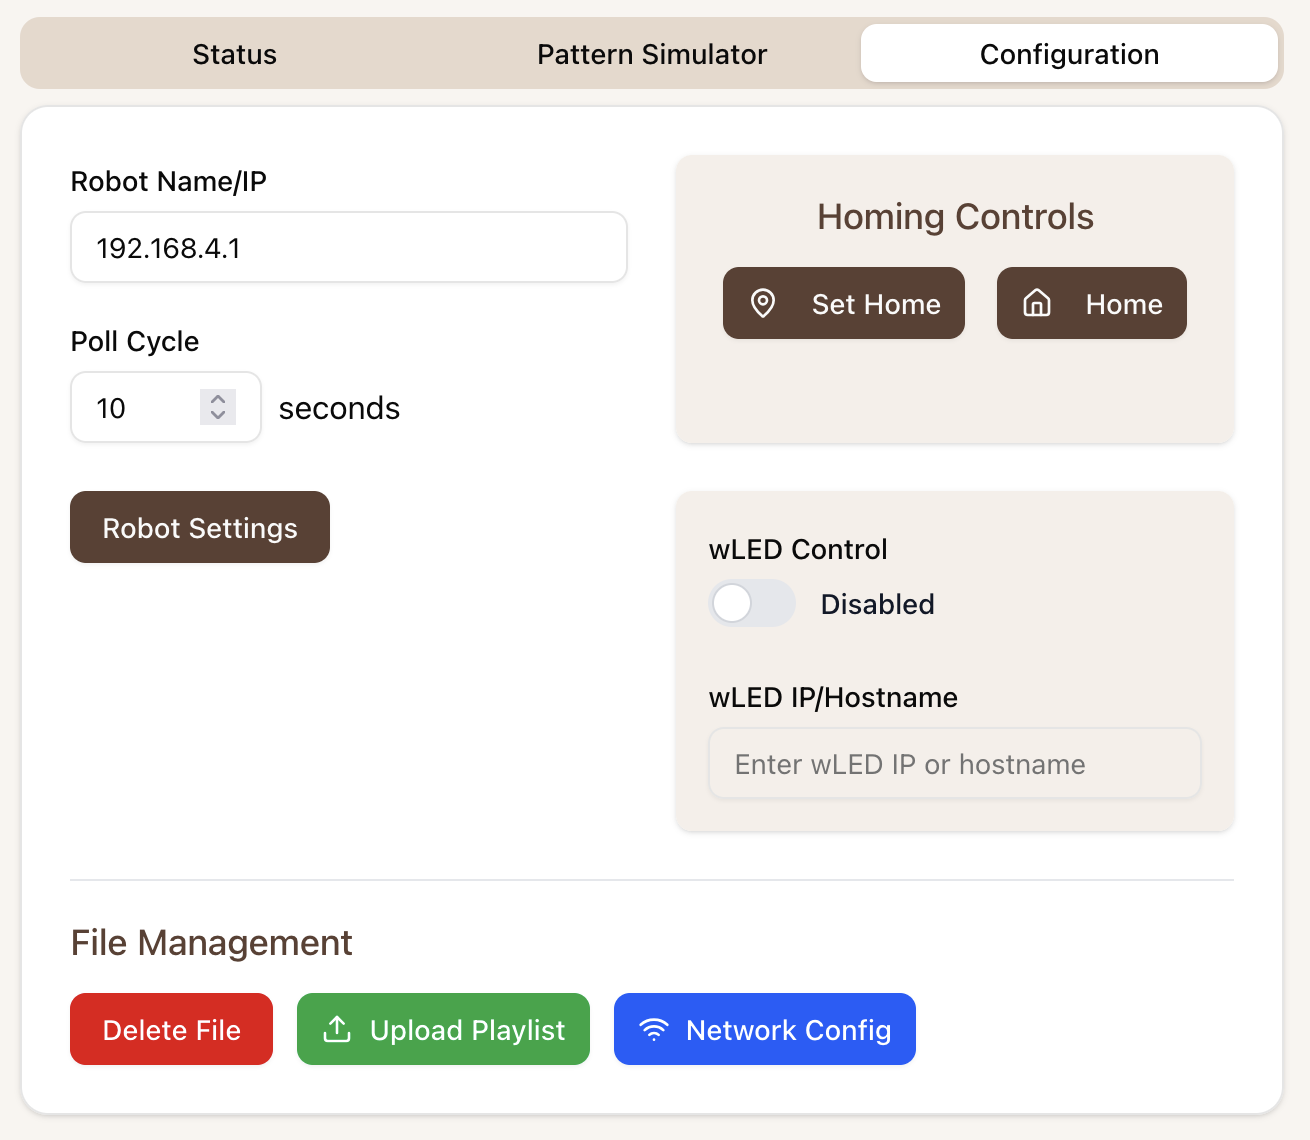 Status
Pattern Simulator
Configuration
Robot Name/IP
192.168.4.1
Poll Cycle
10
seconds
Robot Settings
Homing Controls
Set Home
Home
wLED Control
Disabled
wLED IP/Hostname
Enter wLED IP or hostname
File Management
Delete File
Upload Playlist
Network Config